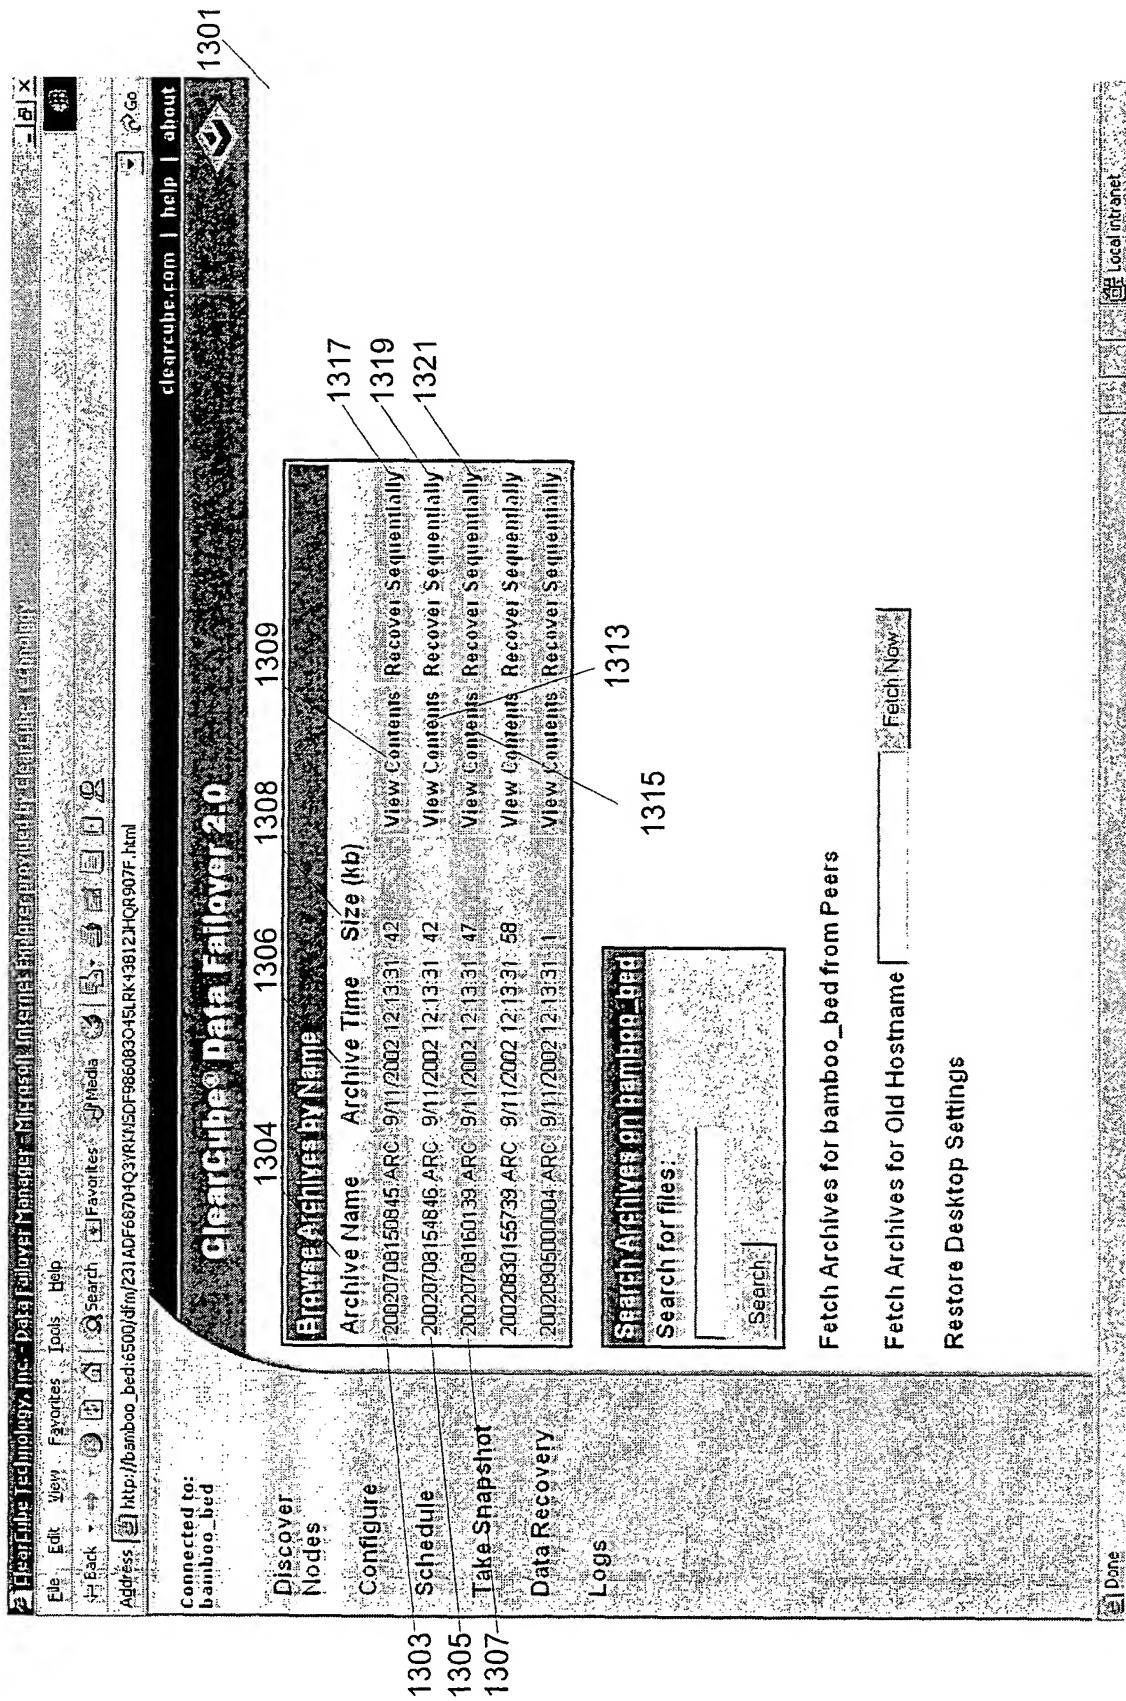 ClearCube Technology, Inc. - Data Failover Manager - Microsoft Internet Explorer provided by ClearCube Technology
File Edit View Favorites Tools Help
Back Search Favorites Media
Address http://bamboo_bed:6500/dfm/
Go
clearcube.com | help | about
Connected to:
bamboo_bed
ClearCube® Data Failover 2.0
1301
Discover
Nodes
Configure
Schedule
Take Snapshot
Data Recovery
Logs
1304 1306 1308 1309
Browse Archives by Name
Archive Name Archive Time Size (kb)
20020708150845.ARC 9/11/2002 12:13:31 42 View Contents Recover Sequentially
20020708154846.ARC 9/11/2002 12:13:31 42 View Contents Recover Sequentially
20020708160139.ARC 9/11/2002 12:13:31 47 View Contents Recover Sequentially
20020830155739.ARC 9/11/2002 12:13:31 58 View Contents Recover Sequentially
20020905000004.ARC 9/11/2002 12:13:31 1 View Contents Recover Sequentially
1317
1319
1321
1303
1305
1307
1313
1315
Search Archives on bamboo_bed
Search for files:
Search
Fetch Archives for bamboo_bed from Peers
Fetch Archives for Old Hostname Fetch Now
Restore Desktop Settings
Done Local intranet